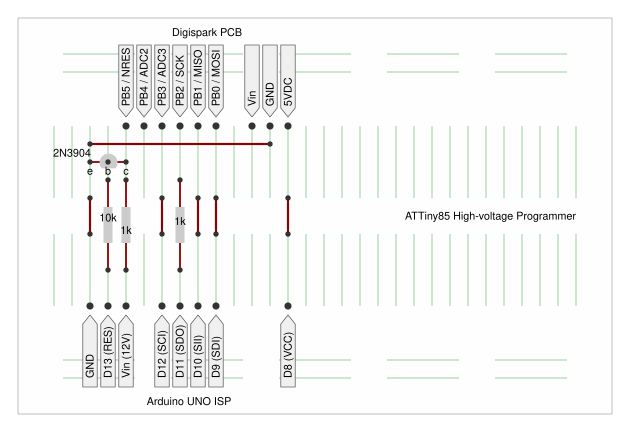 Digispark PCB
PB5 / NRES
PB4 / ADC2
PB3 / ADC3
PB2 / SCK
PB1 / MISO
PB0 / MOSI
Vin
GND
5VDC
2N3904
e b c
10k
1k
1k
ATTiny85 High-voltage Programmer
GND
D13 (RES)
Vin (12V)
D12 (SCI)
D11 (SDO)
D10 (SII)
D9 (SDI)
D8 (VCC)
Arduino UNO ISP